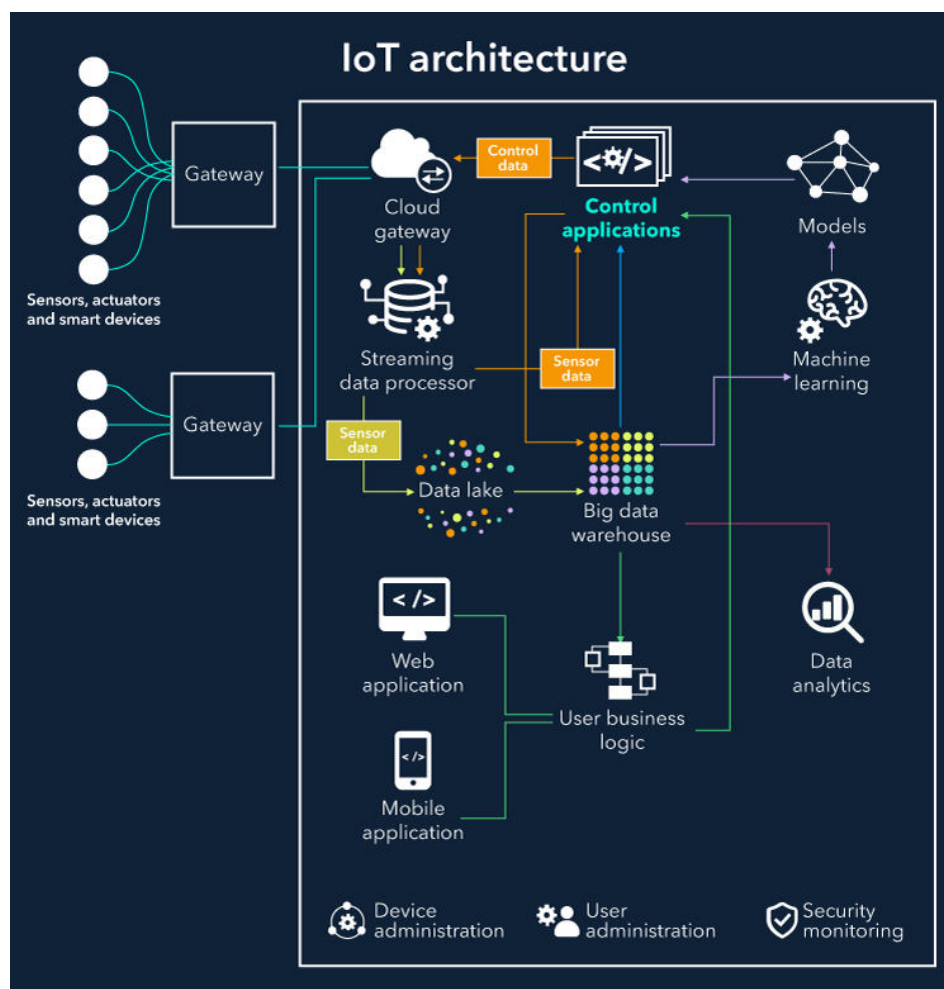 IoT architecture
Gateway
Sensors, actuators
and smart devices
Gateway
Sensors, actuators
and smart devices
Cloud
gateway
Control
data
</>
Control
applications
Models
Streaming
data processor
Sensor
data
Machine
learning
Sensor
data
Data lake
Big data
warehouse
</>
Web
application
User business
logic
Data
analytics
</>
Mobile
application
Device
administration
User
administration
Security
monitoring